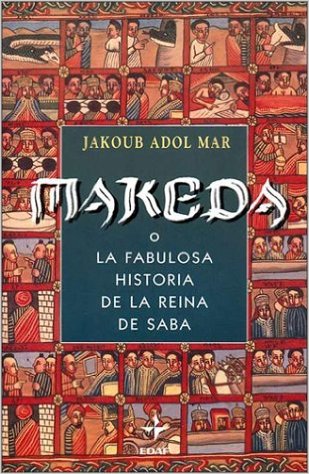 JAKOUB ADOL MAR
MAKEDA
O
LA FABULOSA
HISTORIA
DE LA REINA
DE SABA
EDAF